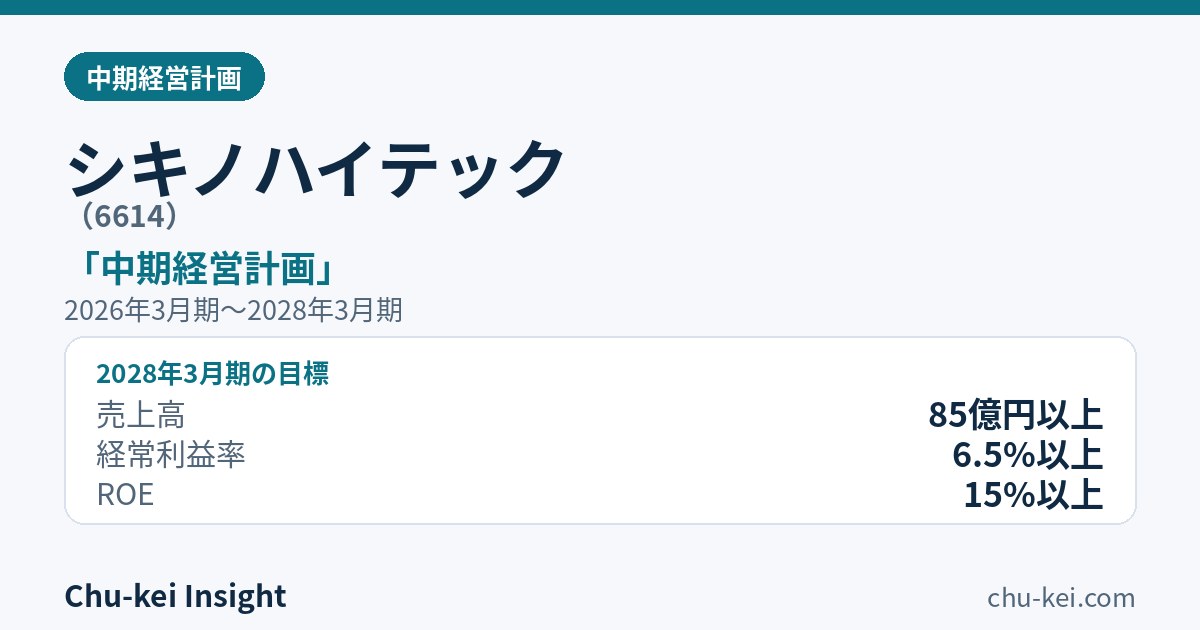 中期経営計画
シキノハイテック
（6614）
「中期経営計画」
2026年3月期〜2028年3月期
2028年3月期の目標
売上高 85億円以上
経常利益率 6.5%以上
ROE 15%以上
Chu-kei Insight chu-kei.com